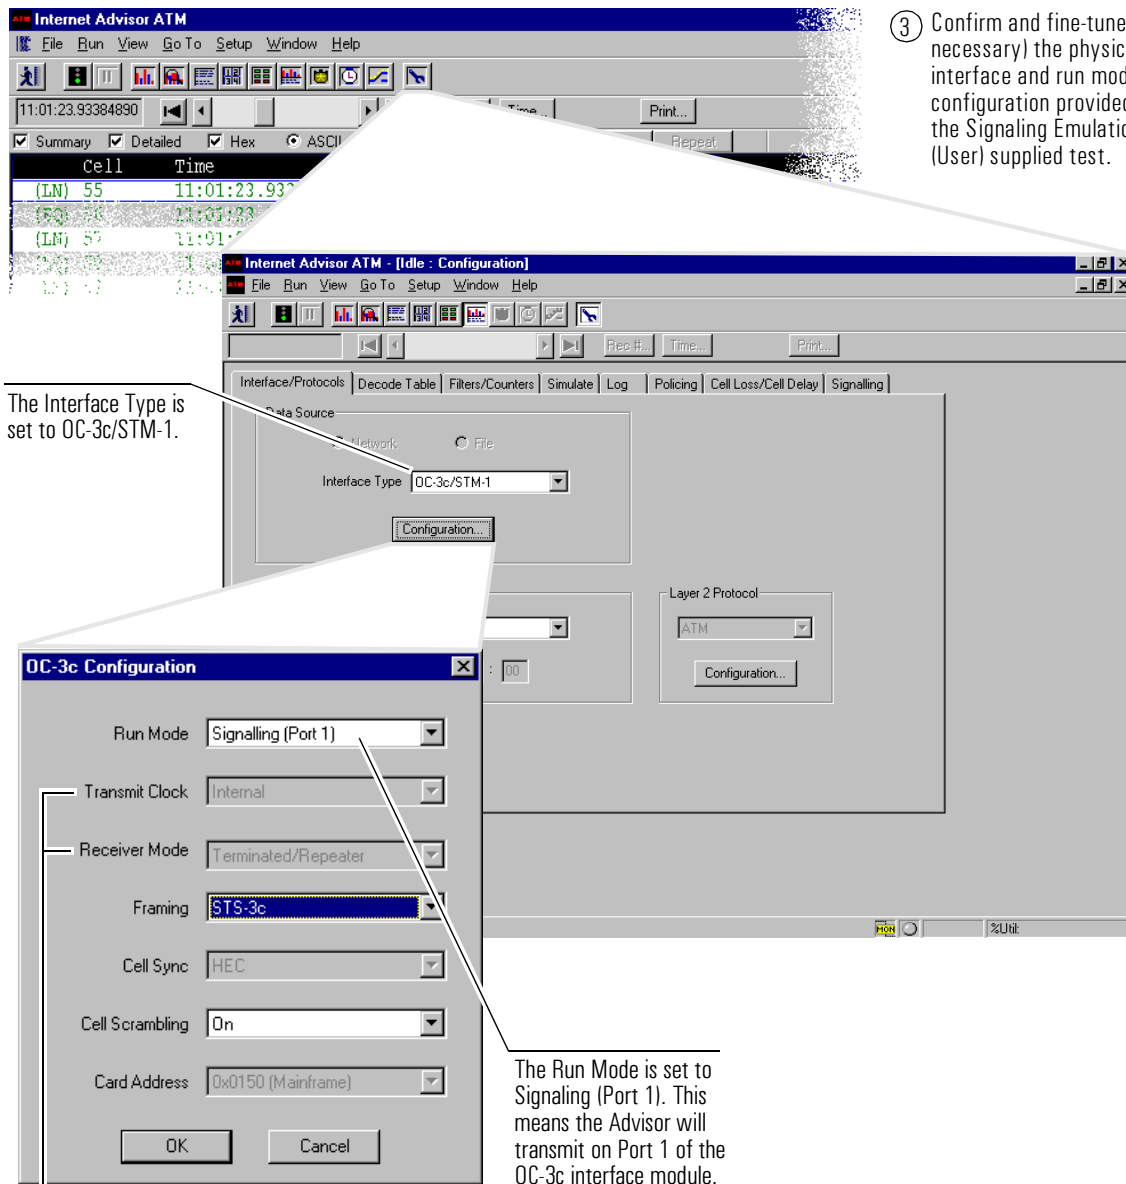 Internet Advisor ATM
File Run View Go To Setup Window Help
11:01:23.93384890
Time...
Print...
Summary Detailed Hex ASCII
Repeat
Cell Time
(LN) 55 11:01:23.933
(LN) 57
3 Confirm and fine-tune
necessary) the physic
interface and run mod
configuration provided
the Signaling Emulatio
(User) supplied test.
Internet Advisor ATM - [Idle : Configuration]
File Run View Go To Setup Window Help
Rec #... Time... Print...
Interface/Protocols Decode Table Filters/Counters Simulate Log Policing Cell Loss/Cell Delay Signalling
Data Source
Network File
Interface Type OC-3c/STM-1
Configuration...
The Interface Type is
set to OC-3c/STM-1.
Layer 2 Protocol
ATM
: 00
Configuration...
OC-3c Configuration
Run Mode Signalling (Port 1)
Transmit Clock Internal
Receiver Mode Terminated/Repeater
Framing STS-3c
Cell Sync HEC
Cell Scrambling On
Card Address 0x0150 (Mainframe)
OK Cancel
MON %Util:
The Run Mode is set to
Signaling (Port 1). This
means the Advisor will
transmit on Port 1 of the
OC-3c interface module.